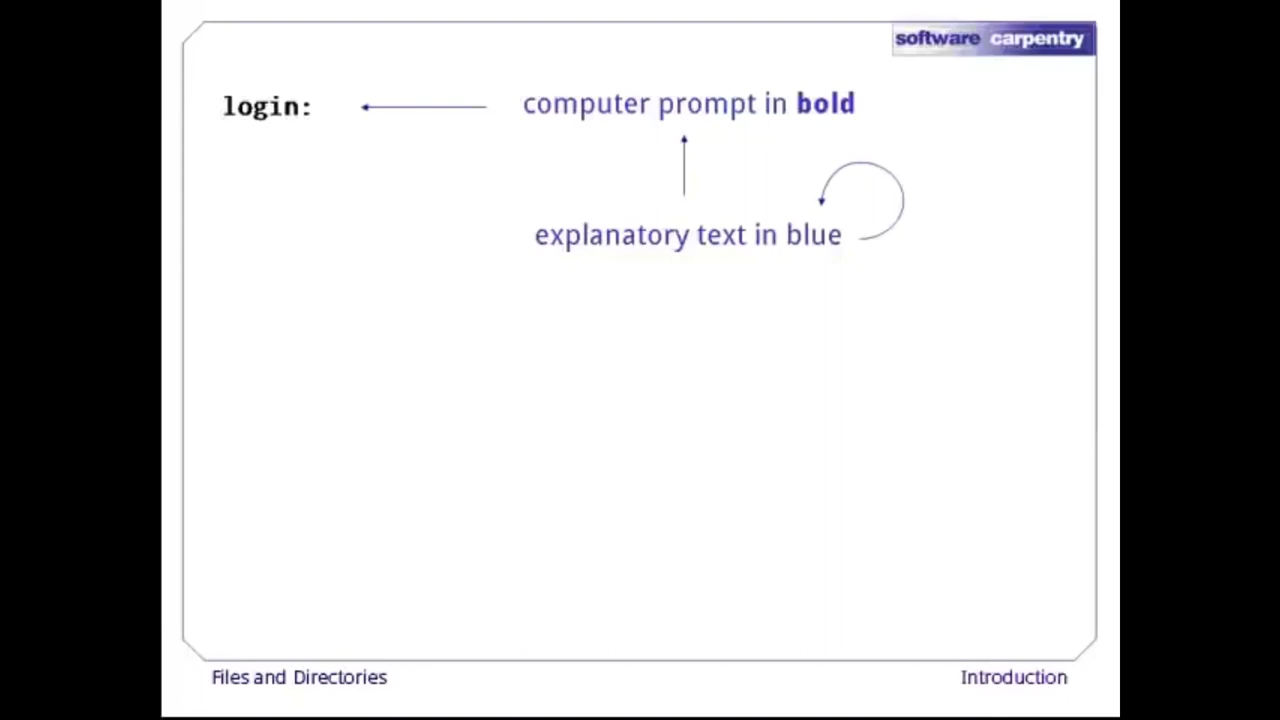 software carpentry
login:
computer prompt in bold
explanatory text in blue
Files and Directories
Introduction